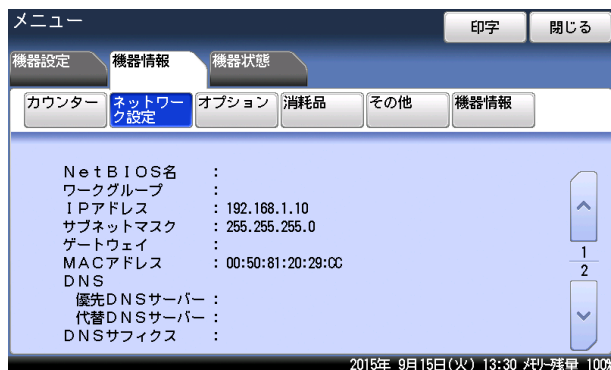 メニュー 印字 閉じる
機器設定 機器情報 機器状態
カウンター ネットワーク設定 オプション 消耗品 その他 機器情報
NetBIOS名 :
ワークグループ :
IPアドレス : 192.168.1.10
サブネットマスク : 255.255.255.0
ゲートウェイ :
MACアドレス : 00:50:81:20:29:CC
DNS
優先DNSサーバー :
代替DNSサーバー :
DNSサフィクス :
1
2
2015年 9月15日(火) 13:30 メモリー残量 100%